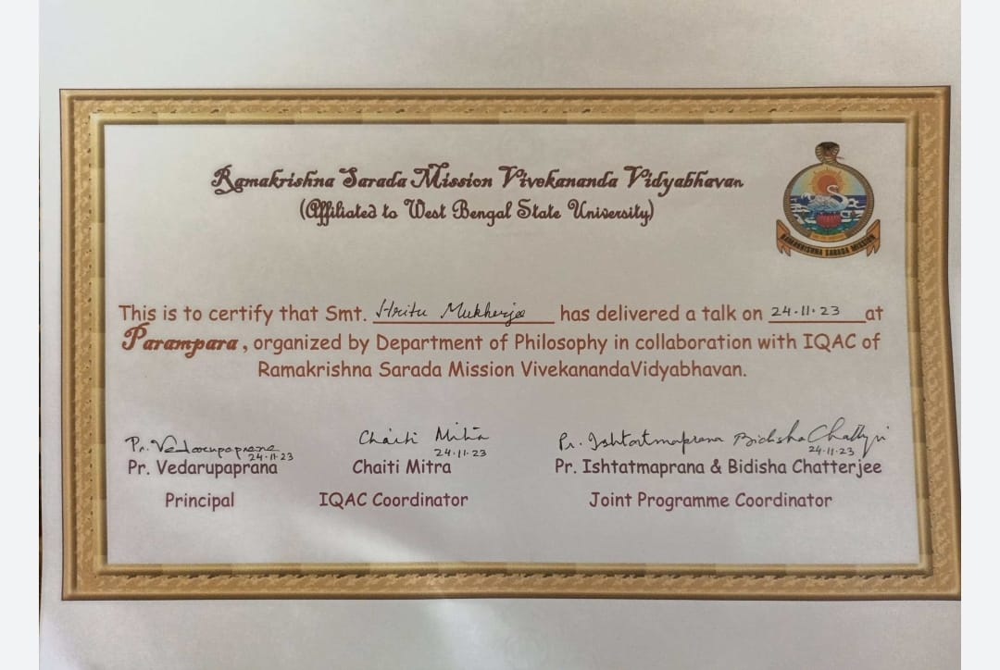 Ramakrishna Sarada Mission Vivekananda Vidyabhavan
(Affiliated to West Bengal State University)
RAMAKRISHNA SARADA MISSION
This is to certify that Smt. Hritu Mukherjee has delivered a talk on 24.11.23 at
Parampara, organized by Department of Philosophy in collaboration with IQAC of
Ramakrishna Sarada Mission VivekanandaVidyabhavan.
Pr. Vedarupaprana Chaiti Mitra Pr. Ishtatmaprana Bidisha Chatterjee
24.11.23 24.11.23 24.11.23
Pr. Vedarupaprana Chaiti Mitra Pr. Ishtatmaprana & Bidisha Chatterjee
Principal IQAC Coordinator Joint Programme Coordinator